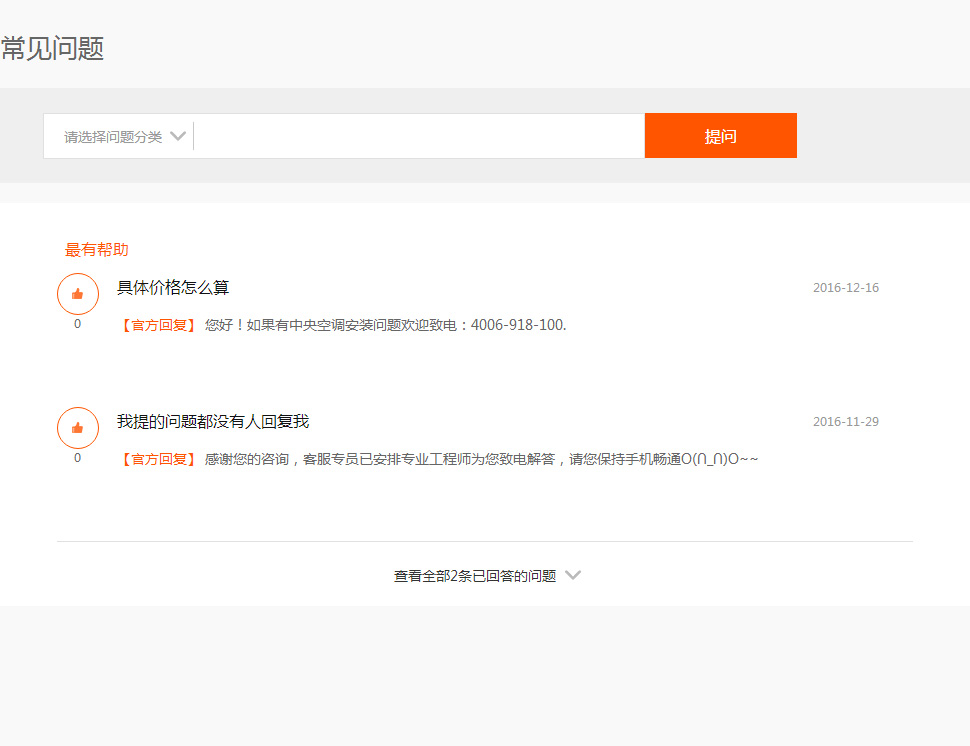 常见问题
请选择问题分类
提问
最有帮助
具体价格怎么算 2016-12-16
0 【官方回复】 您好！如果有中央空调安装问题欢迎致电：4006-918-100.
我提的问题都没有人回复我 2016-11-29
0 【官方回复】 感谢您的咨询，客服专员已安排专业工程师为您致电解答，请您保持手机畅通O(∩_∩)O~~
查看全部2条已回答的问题